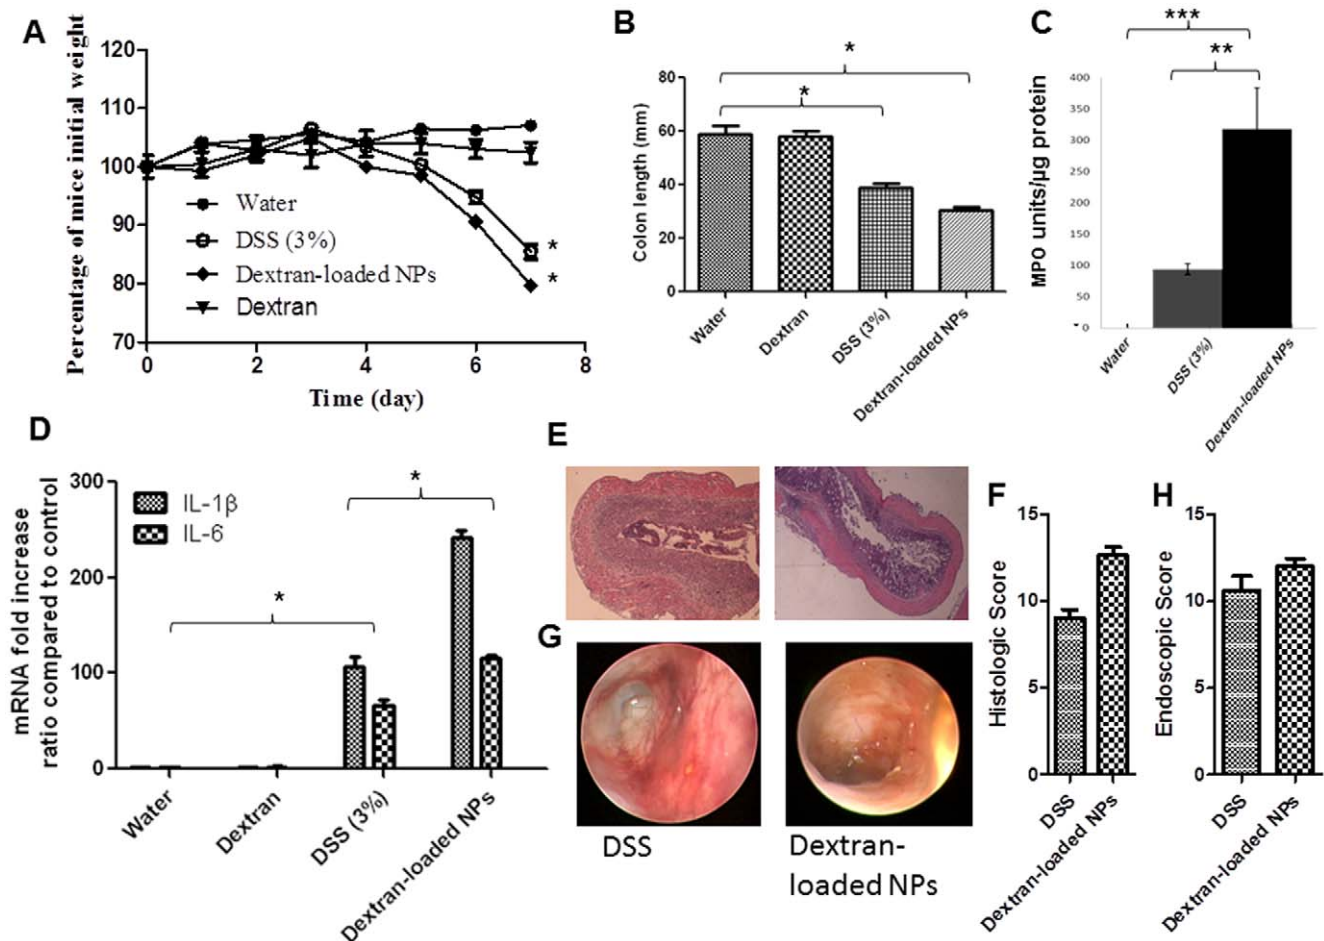 A
Percentage of mice initial weight
120
110
100
90
80
70
Water
DSS (3%)
Dextran-loaded NPs
Dextran
*
*
0
2
4
6
8
Time (day)
B
Colon length (mm)
80
60
40
20
0
*
*
Water
Dextran
DSS (3%)
Dextran-loaded NPs
C
MPO units/µg protein
***
**
400
350
300
250
200
150
100
50
- 0
Water
DSS (3%)
Dextran-loaded NPs
D
mRNA fold increase
ratio compared to control
300
200
100
0
IL-1β
IL-6
*
*
Water
Dextran
DSS (3%)
Dextran-loaded NPs
E
G
DSS
Dextran-
loaded NPs
F
Histologic Score
15
10
5
0
DSS
Dextran-loaded NPs
H
Endoscopic Score
15
10
5
0
DSS
Dextran-loaded NPs